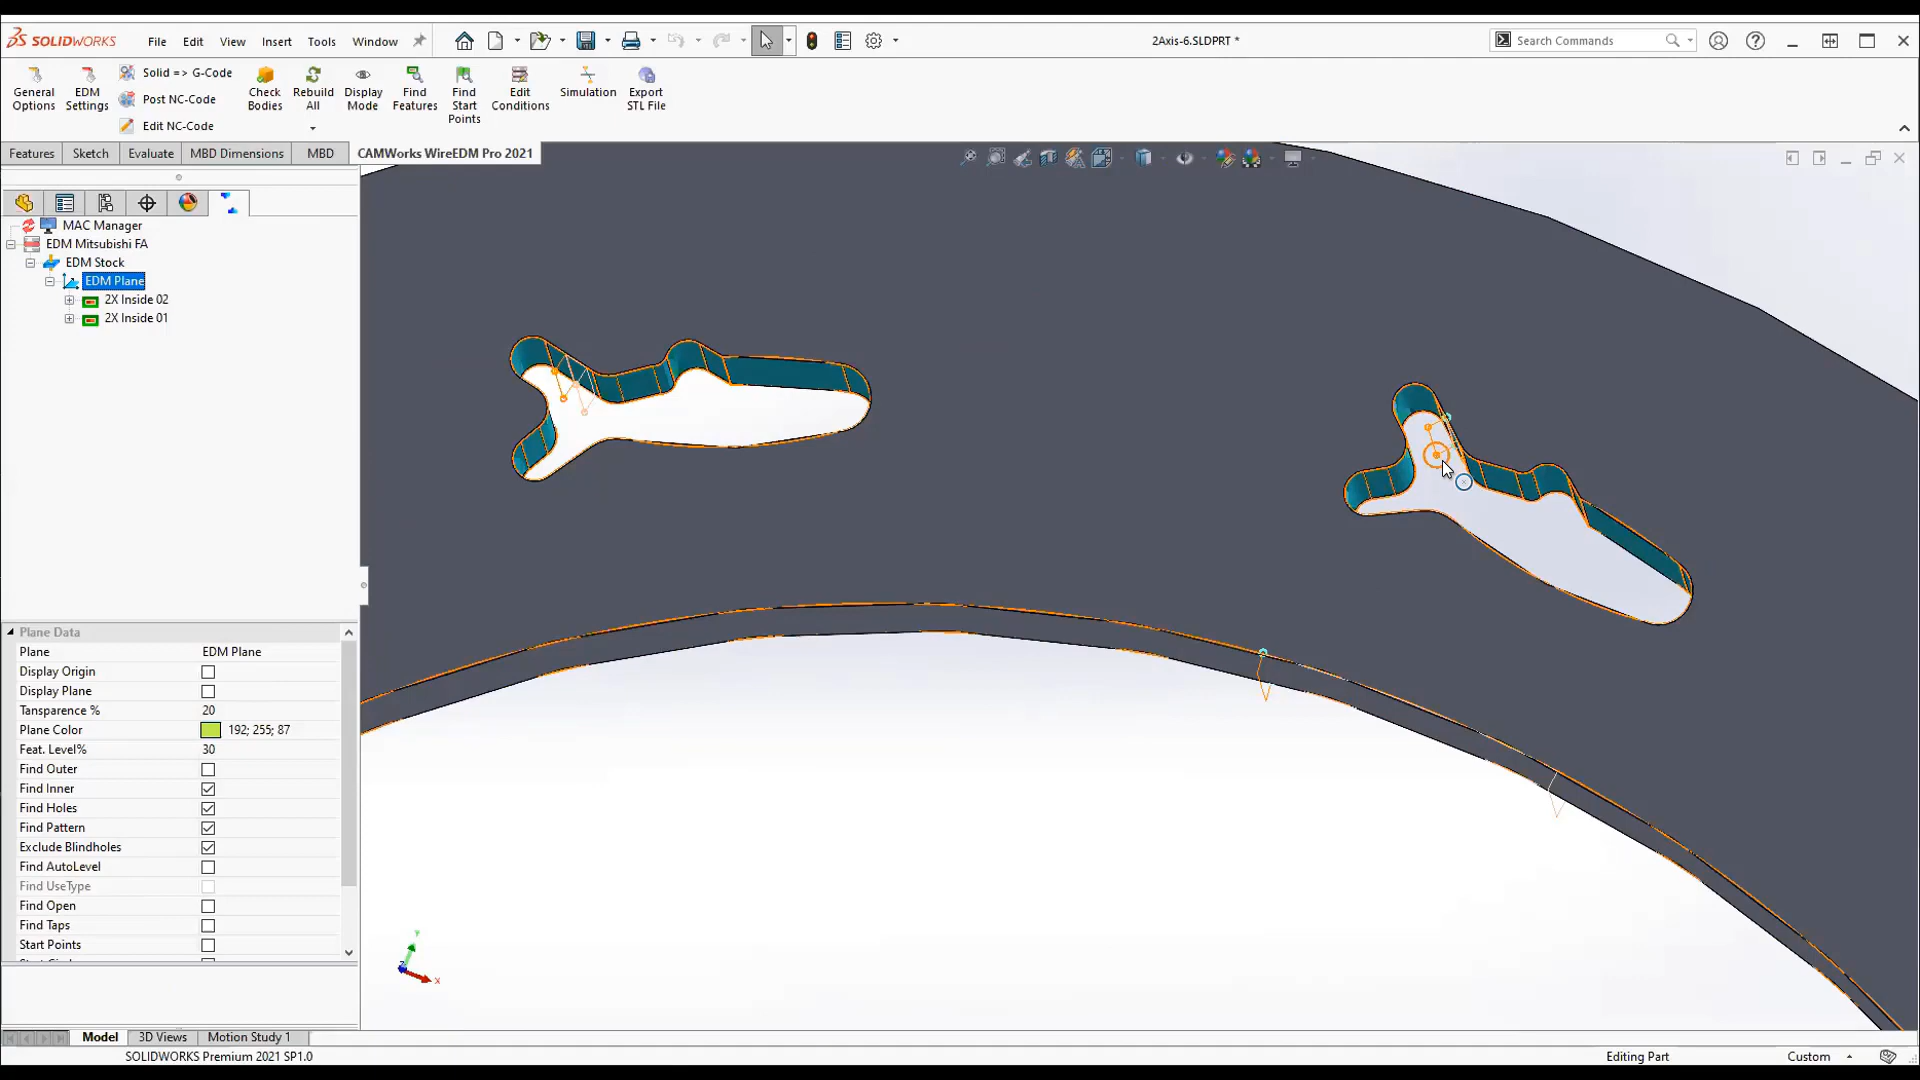 SOLIDWORKS
File Edit View Insert Tools Window
2Axis-6.SLDPRT *
Search Commands
General Options
EDM Settings
Solid => G-Code
Post NC-Code
Edit NC-Code
Check Bodies
Rebuild All
Display Mode
Find Features
Find Start Points
Edit Conditions
Simulation
Export STL File
Features Sketch Evaluate MBD Dimensions MBD CAMWorks WireEDM Pro 2021
MAC Manager
EDM Mitsubishi FA
EDM Stock
EDM Plane
2X Inside 02
2X Inside 01
Plane Data
Plane EDM Plane
Display Origin
Display Plane
Tansparence % 20
Plane Color 192; 255; 87
Feat. Level% 30
Find Outer
Find Inner
Find Holes
Find Pattern
Exclude Blindholes
Find AutoLevel
Find UseType
Find Open
Find Taps
Start Points
Y
X
Model 3D Views Motion Study 1
SOLIDWORKS Premium 2021 SP1.0
Editing Part
Custom